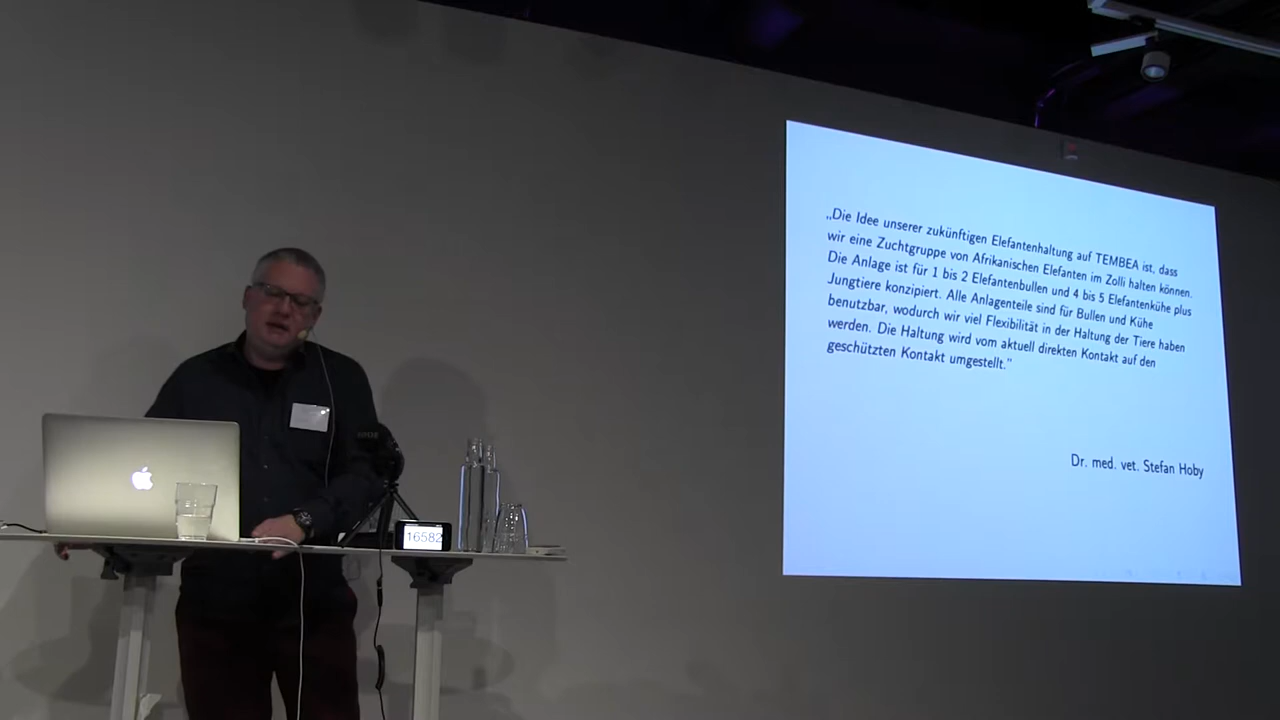 „Die Idee unserer zukünftigen Elefantenhaltung auf TEMBEA ist, dass
wir eine Zuchtgruppe von Afrikanischen Elefanten im Zolli halten können.
Die Anlage ist für 1 bis 2 Elefantenbullen und 4 bis 5 Elefantenkühe plus
Jungtiere konzipiert. Alle Anlagenteile sind für Bullen und Kühe
benutzbar, wodurch wir viel Flexibilität in der Haltung der Tiere haben
werden. Die Haltung wird vom aktuell direkten Kontakt auf den
geschützten Kontakt umgestellt.“
Dr. med. vet. Stefan Hoby
16582